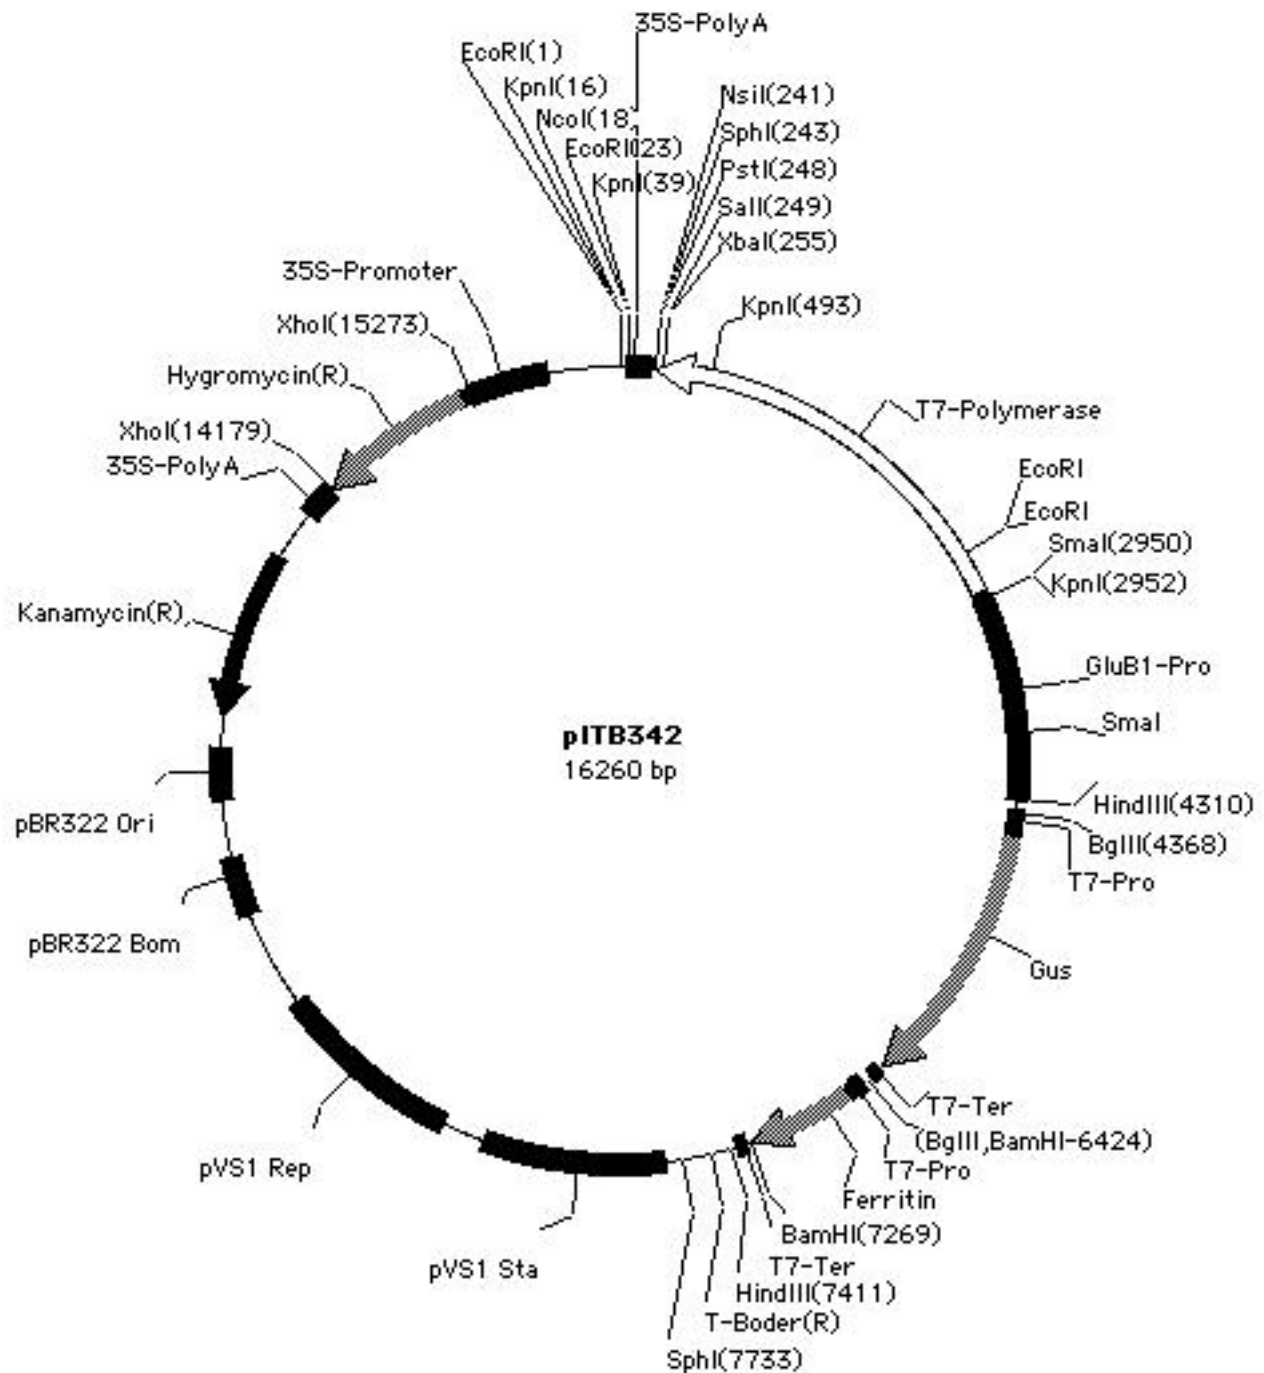 35S-PolyA
EcoRI(1)
KpnI(16)
NcoI(18
EcoRI(23)
KpnI(39)
NsiI(241)
SphI(243)
PstI(248)
SalI(249)
XbaI(255)
35S-Promoter
KpnI(493)
XhoI(15273)
Hygromycin(R)
T7-Polymerase
XhoI(14179)
35S-PolyA
EcoRI
EcoRI
SmaI(2950)
KpnI(2952)
Kanamycin(R)
GluB1-Pro
SmaI
pITB342
16260 bp
HindIII(4310)
pBR322 Ori
BglII(4368)
T7-Pro
pBR322 Bom
Gus
T7-Ter
(BglII,BamHI-6424)
pVS1 Rep
T7-Pro
Ferritin
BamHI(7269)
pVS1 Sta
T7-Ter
HindIII(7411)
T-Boder(R)
SphI(7733)